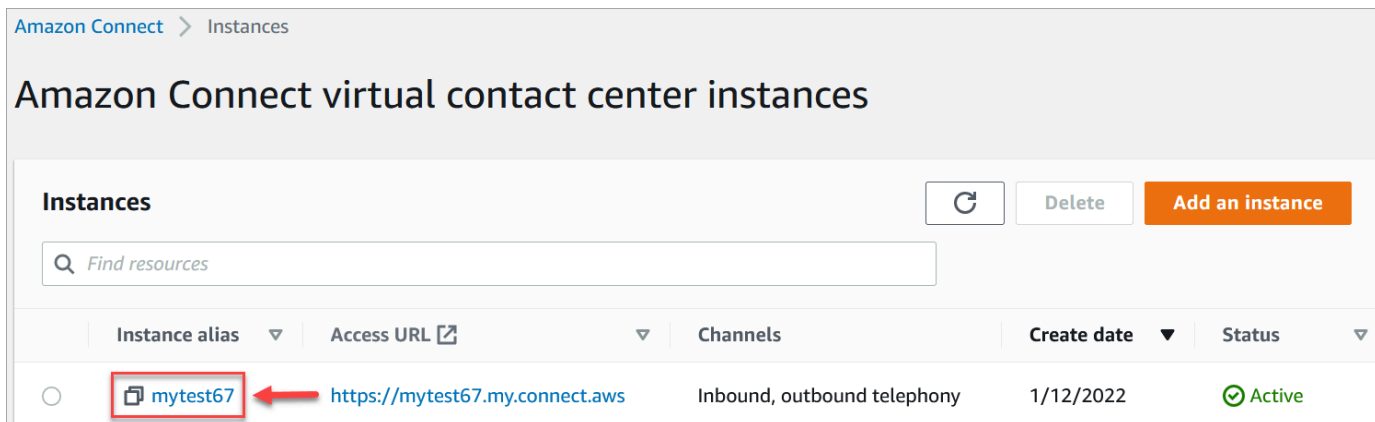 Amazon Connect > Instances
Amazon Connect virtual contact center instances
Instances
Delete
Add an instance
Find resources
Instance alias
Access URL
Channels
Create date
Status
mytest67
https://mytest67.my.connect.aws
Inbound, outbound telephony
1/12/2022
Active